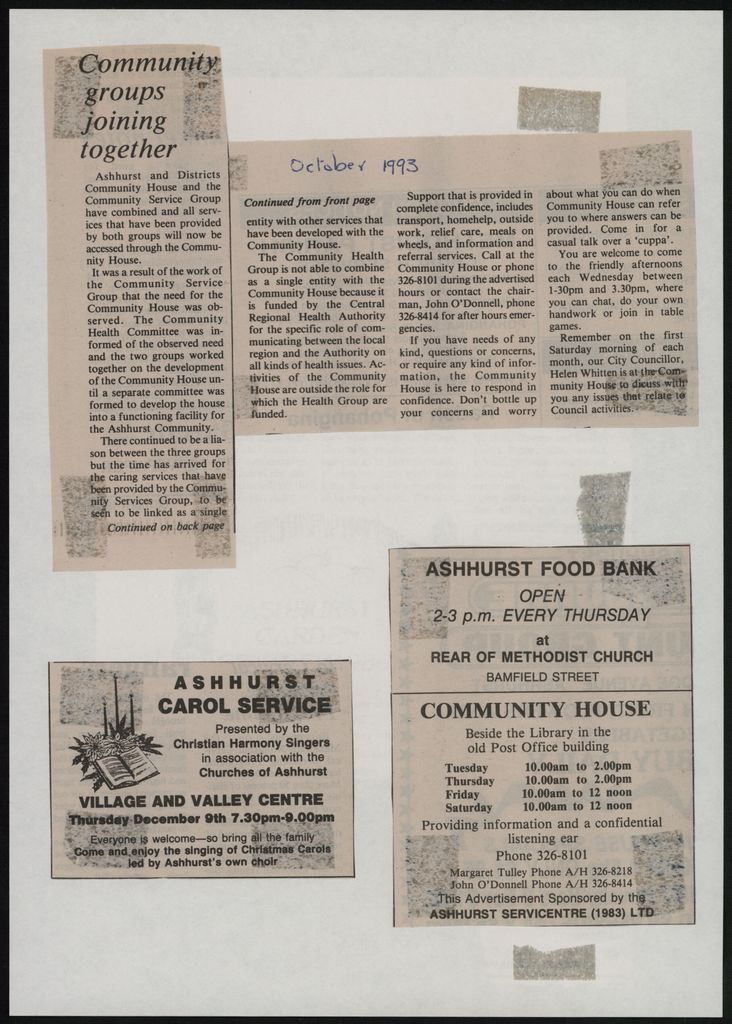 Community
groups
joining
together
Ashhurst and Districts
Community House and the
Community Service Group
have combined and all serv-
ices that have been provided
by both groups will now be
accessed through the Commu-
nity House.
It was a result of the work of
the Community Service
Group that the need for the
Community House was ob-
served. The Community
Health Committee was in-
formed of the observed need
and the two groups worked
together on the development
of the Community House un-
til a separate committee was
formed to develop the house
into a functioning facility for
the Ashhurst Community.
There continued to be a lia-
son between the three groups
but the time has arrived for
the caring services that have
been provided by the Commu-
nity Services Group, to be
seen to be linked as a single
Continued on back page
October 1993
Continued from front page
entity with other services that
have been developed with the
Community House.
The Community Health
Group is not able to combine
as a single entity with the
Community House because it
is funded by the Central
Regional Health Authority
for the specific role of com-
municating between the local
region and the Authority on
all kinds of health issues. Ac-
tivities of the Community
House are outside the role for
which the Health Group are
funded.
Support that is provided in
complete confidence, includes
transport, homehelp, outside
work, relief care, meals on
wheels, and information and
referral services. Call at the
Community House or phone
326-8101 during the advertised
hours or contact the chair-
man, John O'Donnell, phone
326-8414 for after hours emer-
gencies.
If you have needs of any
kind, questions or concerns,
or require any kind of infor-
mation, the Community
House is here to respond in
confidence. Don't bottle up
your concerns and worry
about what you can do when
Community House can refer
you to where answers can be
provided. Come in for a
casual talk over a 'cuppa'.
You are welcome to come
to the friendly afternoons
each Wednesday between
1-30pm and 3.30pm, where
you can chat, do your own
handwork or join in table
games.
Remember on the first
Saturday morning of each
month, our City Councillor,
Helen Whitten is at the Com-
munity House to dicuss with
you any issues that relate to
Council activities.
ASHHURST FOOD BANK
OPEN
2-3 p.m. EVERY THURSDAY
at
REAR OF METHODIST CHURCH
BAMFIELD STREET
COMMUNITY HOUSE
Beside the Library in the
old Post Office building
Tuesday 10.00am to 2.00pm
Thursday 10.00am to 2.00pm
Friday 10.00am to 12 noon
Saturday 10.00am to 12 noon
Providing information and a confidential
listening ear
Phone 326-8101
Margaret Tulley Phone A/H 326-8218
John O'Donnell Phone A/H 326-8414
This Advertisement Sponsored by the
ASHHURST SERVICENTRE (1983) LTD
ASHHURST
CAROL SERVICE
Presented by the
Christian Harmony Singers
in association with the
Churches of Ashhurst
VILLAGE AND VALLEY CENTRE
Thursday December 9th 7.30pm-9.00pm
Everyone is welcome—so bring all the family
Come and enjoy the singing of Christmas Carols
led by Ashhurst's own choir